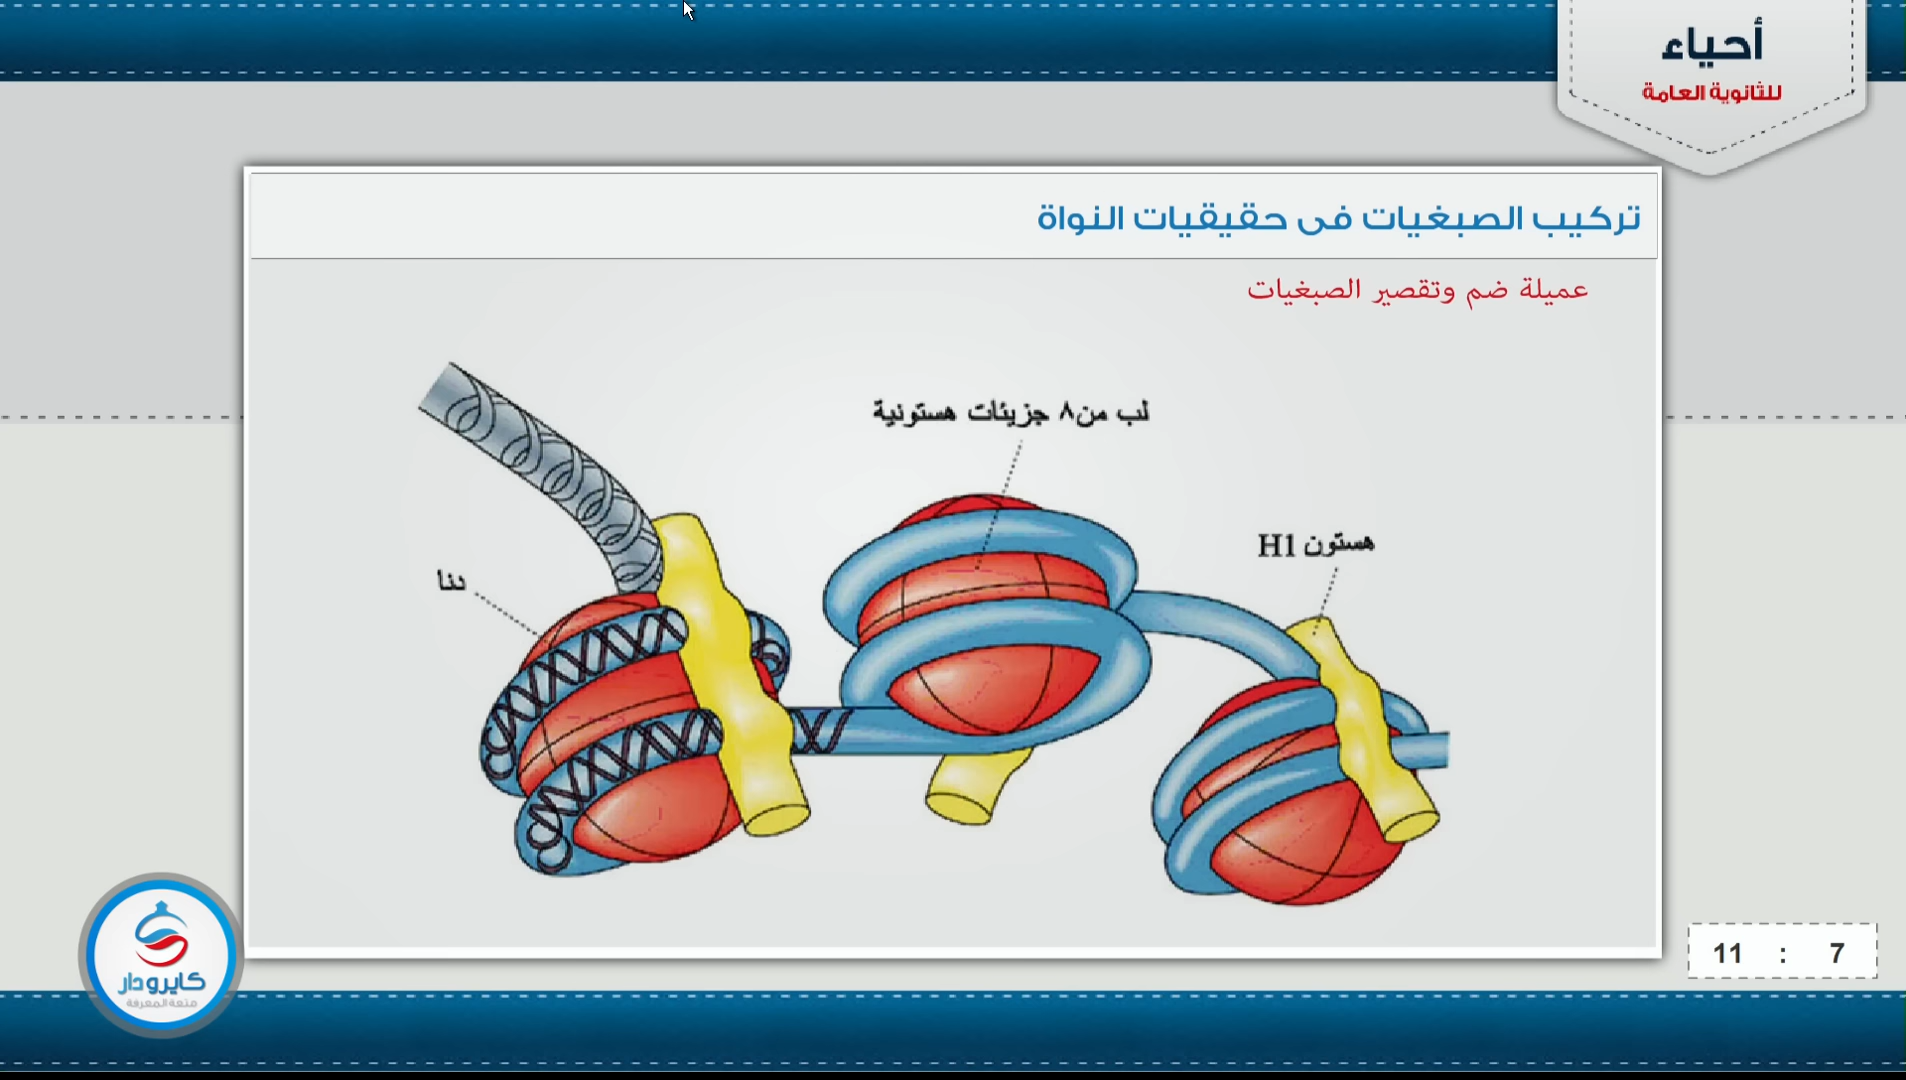 أحياء
للثانوية العامة
تركيب الصبغيات فى حقيقيات النواة
عميلة ضم وتقصير الصبغيات
لب من ٨ جزيئات هستونية
هستون H1
دنا
كايرودار
متعة المعرفة
11 : 7